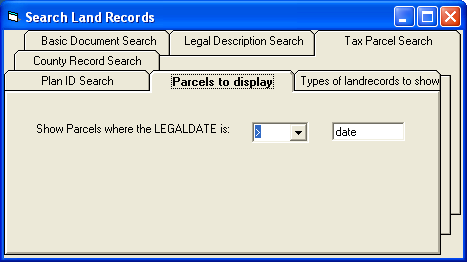 Search Land Records
Basic Document Search Legal Description Search Tax Parcel Search
County Record Search
Plan ID Search Parcels to display Types of landrecords to show
Show Parcels where the LEGALDATE is: > date